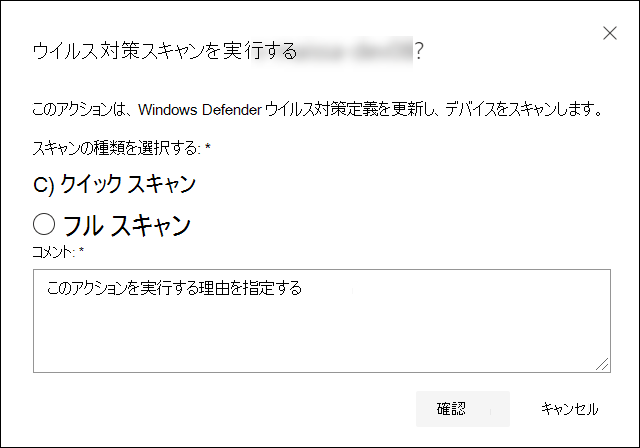 ウイルス対策スキャンを実行する ?
このアクションは、Windows Defender ウイルス対策定義を更新し、デバイスをスキャンします。
スキャンの種類を選択する: *
C) クイック スキャン
フル スキャン
コメント: *
このアクションを実行する理由を指定する
確認
キャンセル